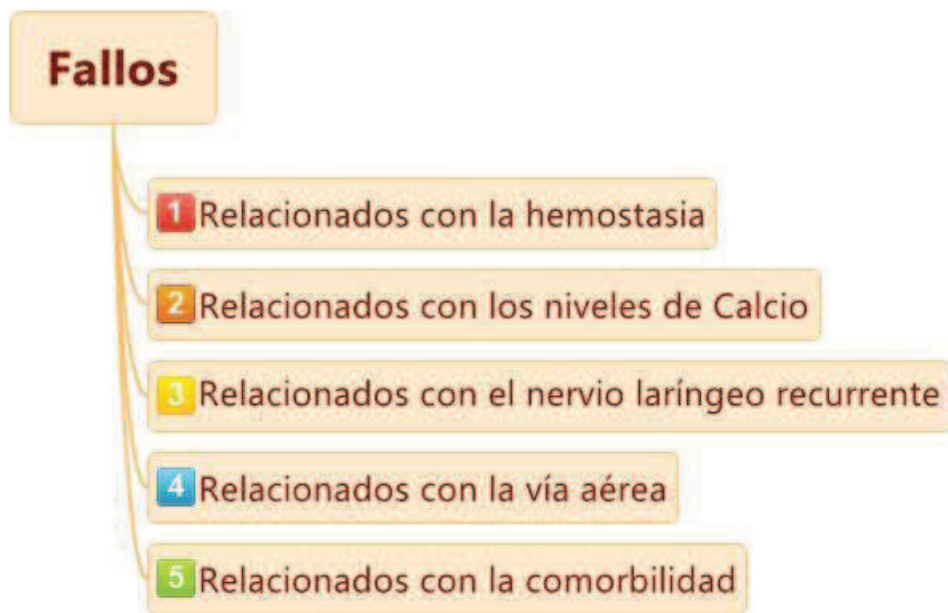 Fallos
1 Relacionados con la hemostasia
2 Relacionados con los niveles de Calcio
3 Relacionados con el nervio laríngeo recurrente
4 Relacionados con la vía aérea
5 Relacionados con la comorbilidad